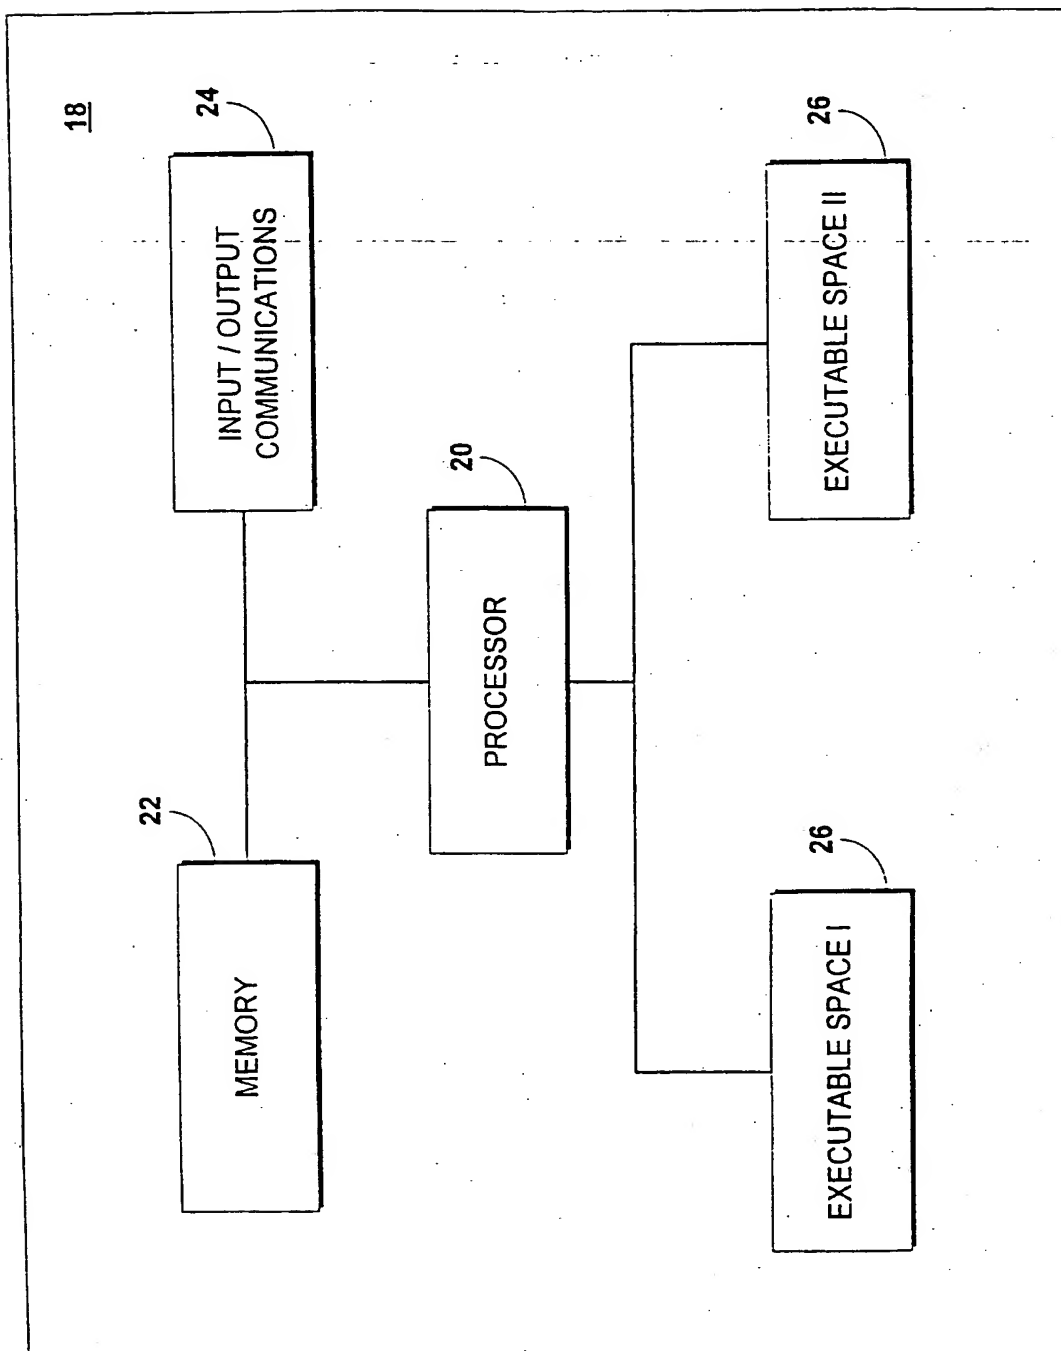 18
22
MEMORY
24
INPUT / OUTPUT
COMMUNICATIONS
20
PROCESSOR
26
EXECUTABLE SPACE I
26
EXECUTABLE SPACE II